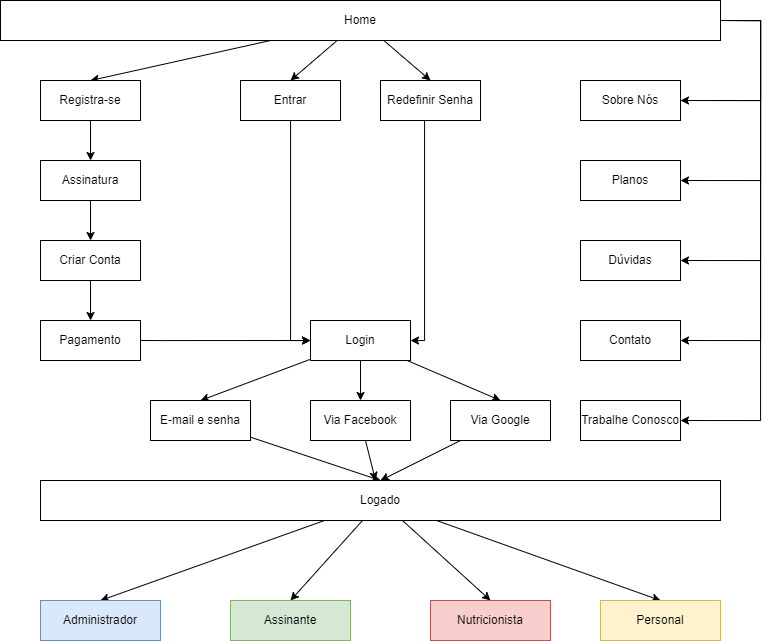 Home
Registra-se
Entrar
Redefinir Senha
Sobre Nós
Assinatura
Planos
Criar Conta
Dúvidas
Pagamento
Login
Contato
E-mail e senha
Via Facebook
Via Google
Trabalhe Conosco
Logado
Administrador
Assinante
Nutricionista
Personal